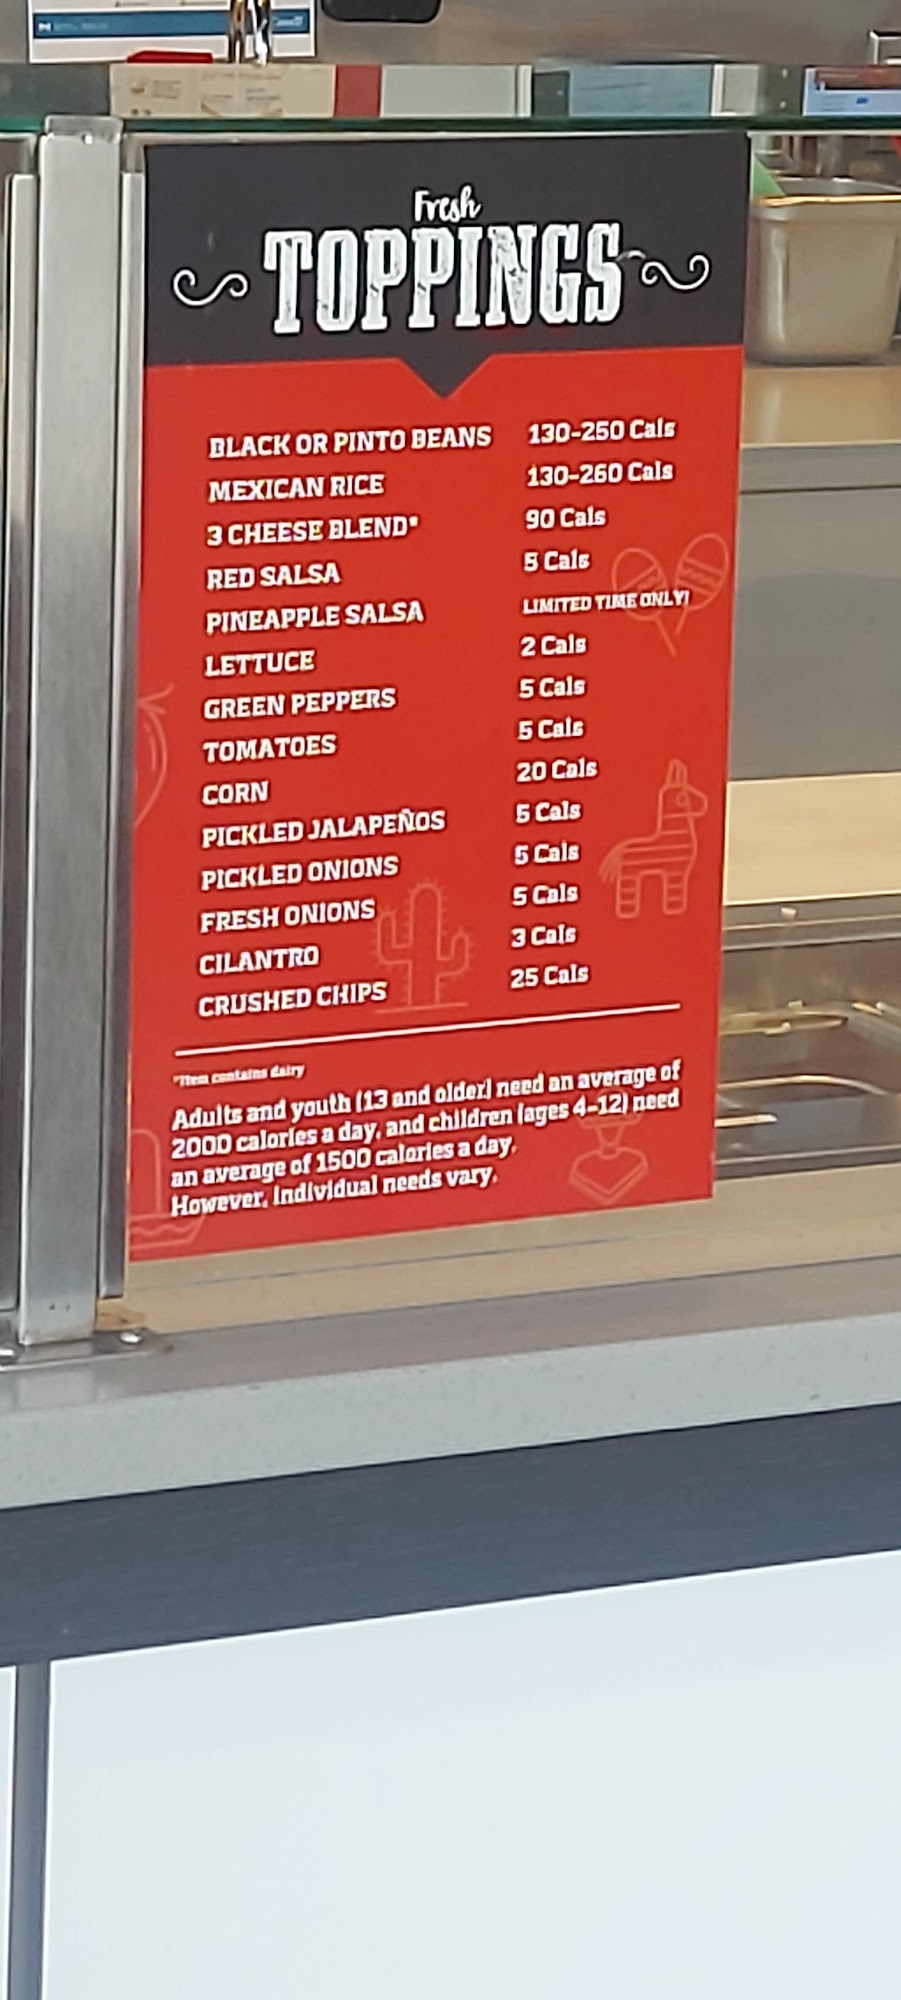 Fresh
TOPPINGS
BLACK OR PINTO BEANS 130-250 Cals
MEXICAN RICE 130-260 Cals
3 CHEESE BLEND* 90 Cals
RED SALSA 5 Cals
PINEAPPLE SALSA LIMITED TIME ONLY!
LETTUCE 2 Cals
GREEN PEPPERS 5 Cals
TOMATOES 5 Cals
CORN 20 Cals
PICKLED JALAPEÑOS 5 Cals
PICKLED ONIONS 5 Cals
FRESH ONIONS 5 Cals
CILANTRO 3 Cals
CRUSHED CHIPS 25 Cals
*Item contains dairy
Adults and youth (13 and older) need an average of
2000 calories a day, and children (ages 4-12) need
an average of 1500 calories a day.
However, individual needs vary.